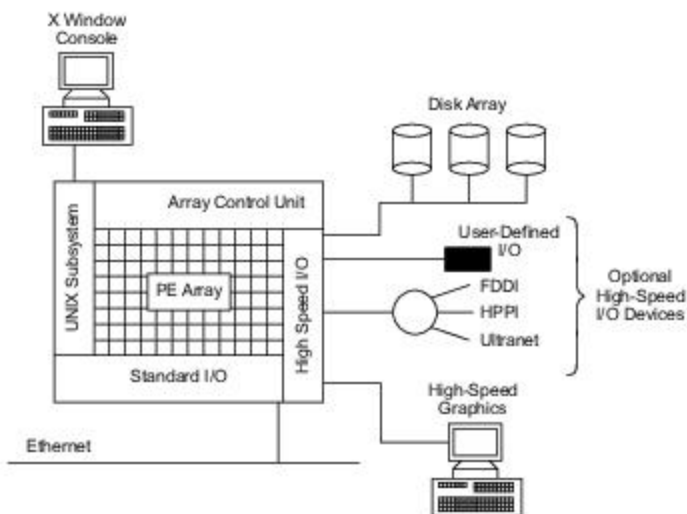 X Window
Console
Disk Array
Array Control Unit
UNIX Subsystem
PE Array
High Speed I/O
Standard I/O
User-Defined
I/O
FDDI
HPPI
Ultranet
Optional
High-Speed
I/O Devices
High-Speed
Graphics
Ethernet